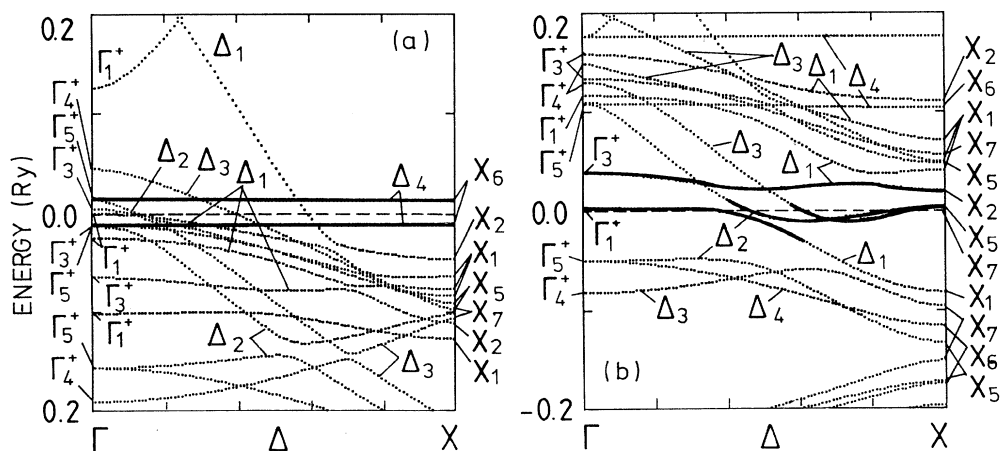 ENERGY (Ry)
0.2
0.0
0.2
(a)
Γ₁⁺
Γ₄⁺
Γ₅⁺
Γ₃⁺
Γ₃⁺
Γ₁⁺
Γ₅⁺
Γ₃⁺
Γ₅⁺
Γ₁⁺
Γ₄⁺
Δ₁
Δ₂
Δ₃
Δ₁
Δ₄
Δ₂
Δ₃
X₆
X₂
X₁
X₅
X₇
X₂
X₁
Γ
Δ
X
0.2
0.0
-0.2
(b)
Γ₃⁺
Γ₄⁺
Γ₁⁺
Γ₅⁺
Γ₃⁺
Γ₁⁺
Γ₅⁺
Γ₄⁺
Δ₃
Δ₁
Δ₄
Δ₃
Δ₁
Δ₂
Δ₁
Δ₃
Δ₄
X₂
X₆
X₁
X₇
X₅
X₂
X₅
X₇
X₁
X₇
X₆
X₅
Γ
Δ
X